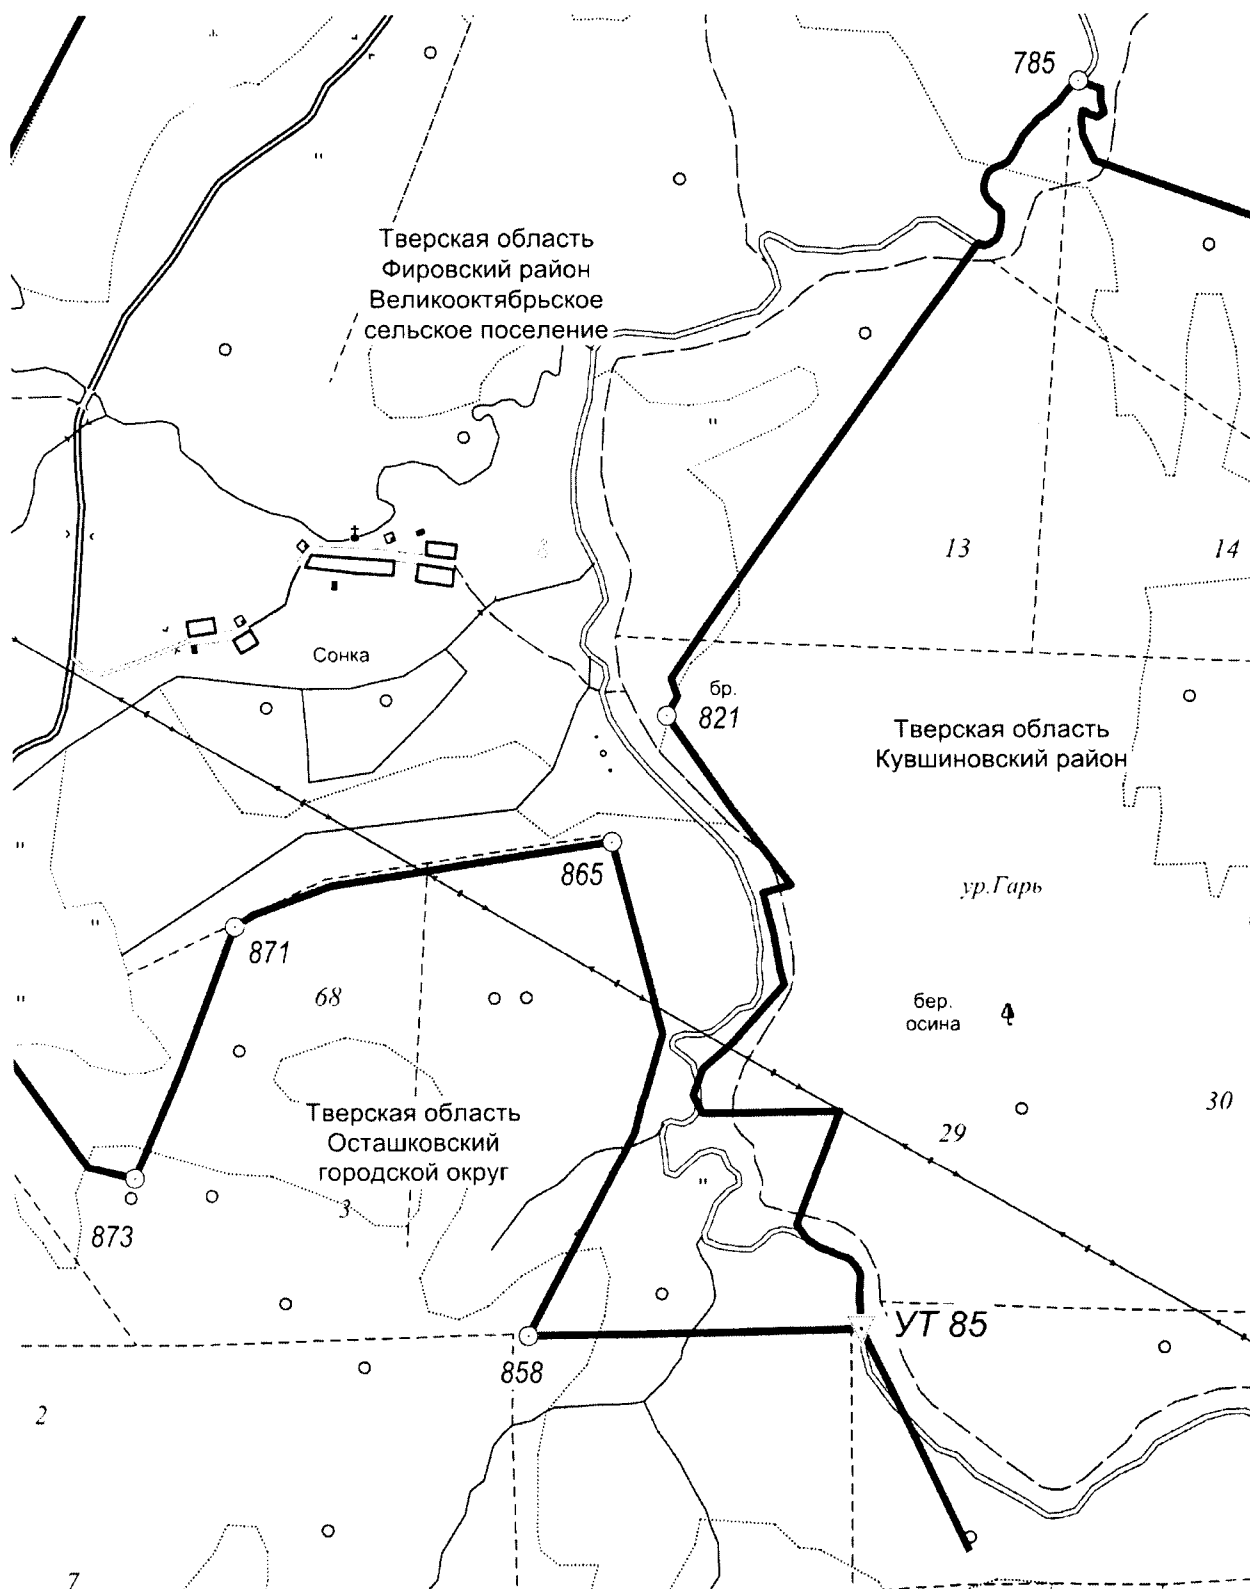 785
Тверская область
Фировский район
Великооктябрьское
сельское поселение
8
13
14
Сонка
бр.
821
Тверская область
Кувшиновский район
865
ур.Гарь
871
68
бер.
осина
Тверская область
Осташковский
городской округ
30
29
3
873
УТ 85
858
2
7